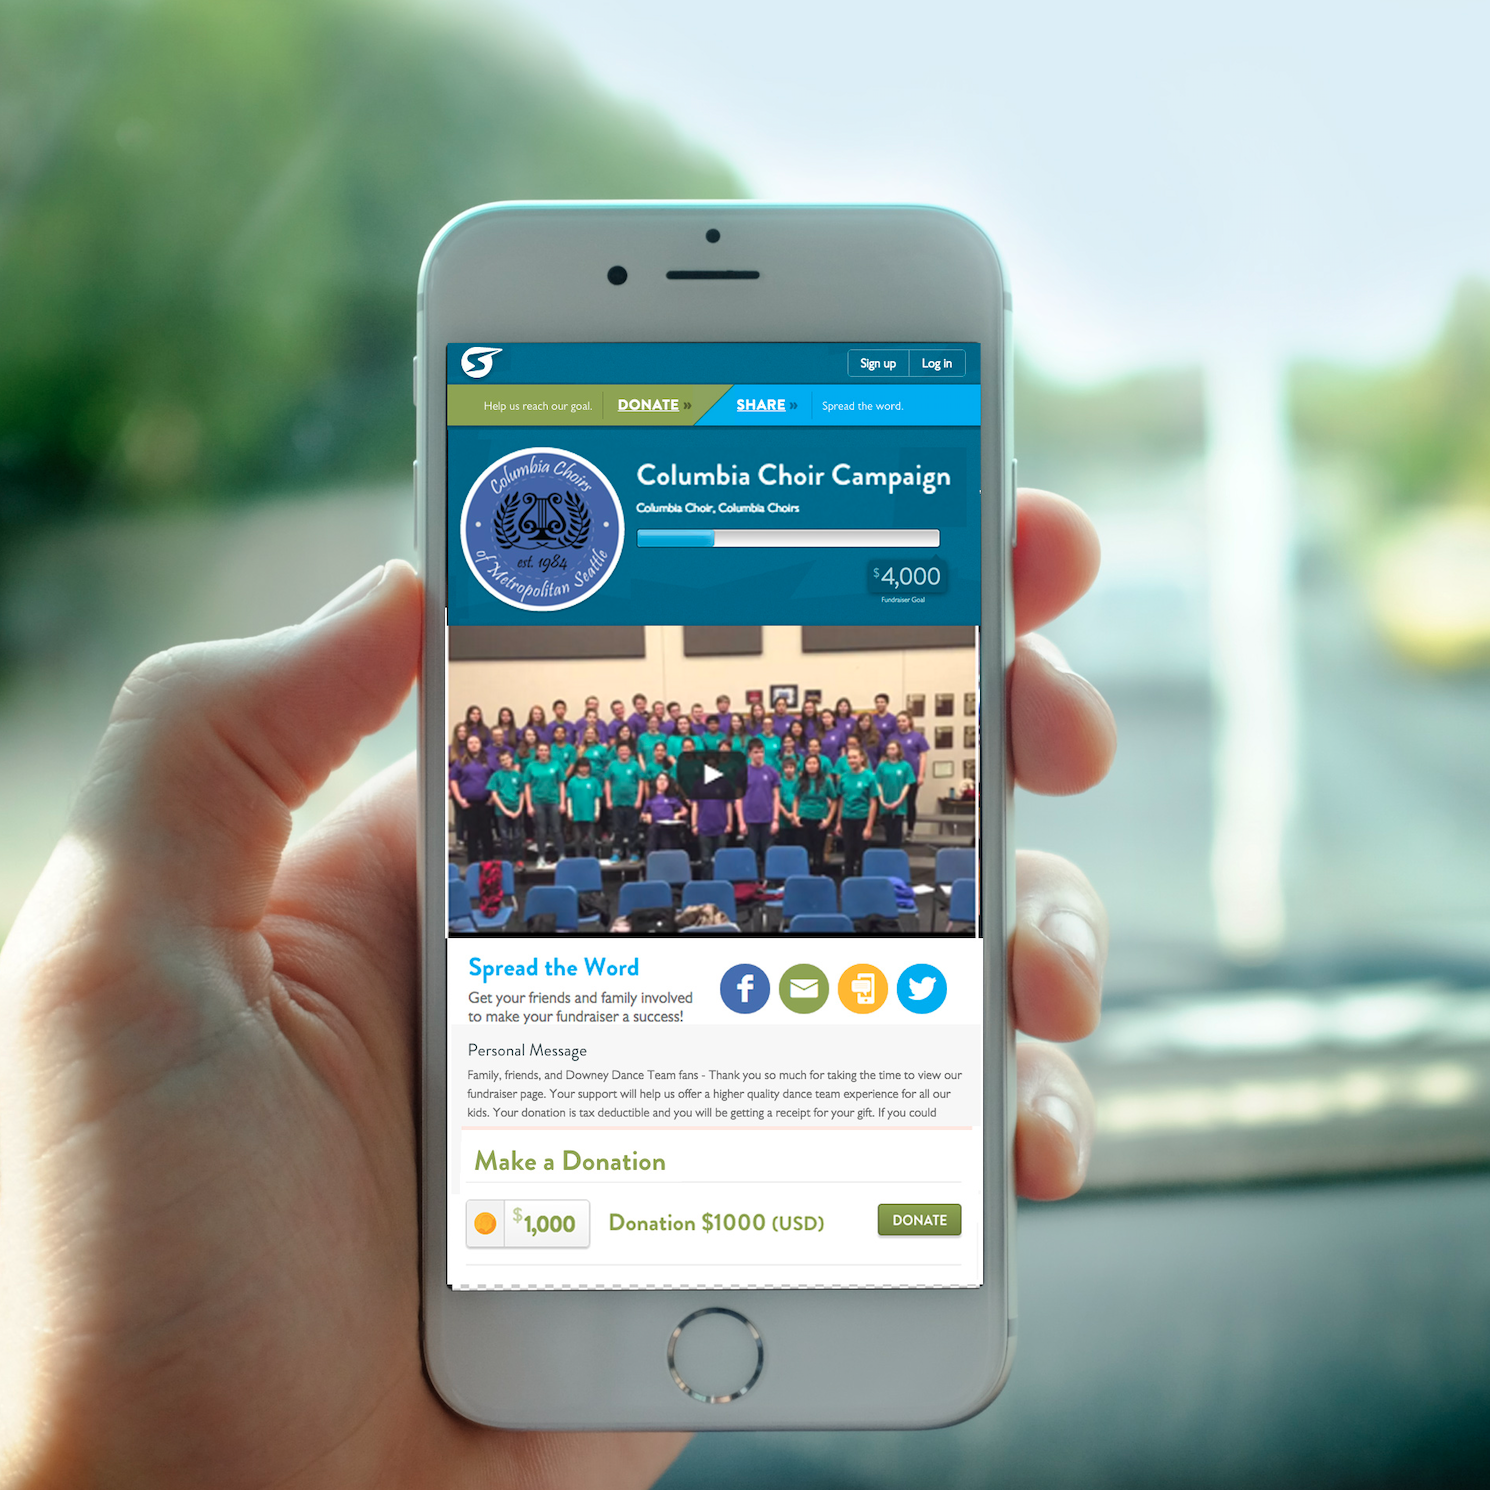 Sign up Log in
Help us reach our goal. DONATE » SHARE » Spread the word.
Columbia Choirs
est. 1984
of Metropolitan Seattle
Columbia Choir Campaign
Columbia Choir, Columbia Choirs
$4,000
Fundraiser Goal
Spread the Word
Get your friends and family involved
to make your fundraiser a success!
Personal Message
Family, friends, and Downey Dance Team fans - Thank you so much for taking the time to view our
fundraiser page. Your support will help us offer a higher quality dance team experience for all our
kids. Your donation is tax deductible and you will be getting a receipt for your gift. If you could
Make a Donation
$1,000 Donation $1000 (USD) DONATE